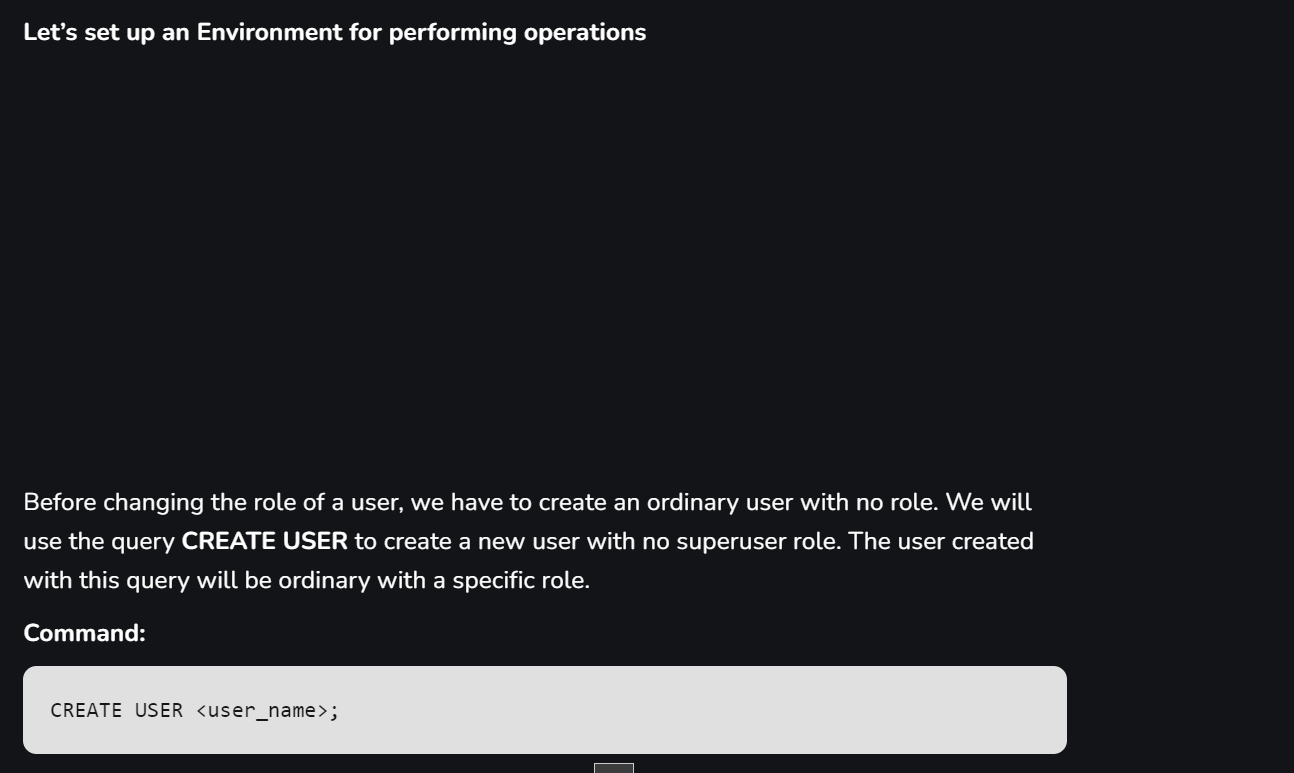 Let’s set up an Environment for performing operations
Before changing the role of a user, we have to create an ordinary user with no role. We will
use the query CREATE USER to create a new user with no superuser role. The user created
with this query will be ordinary with a specific role.
Command:
CREATE USER <user_name>;